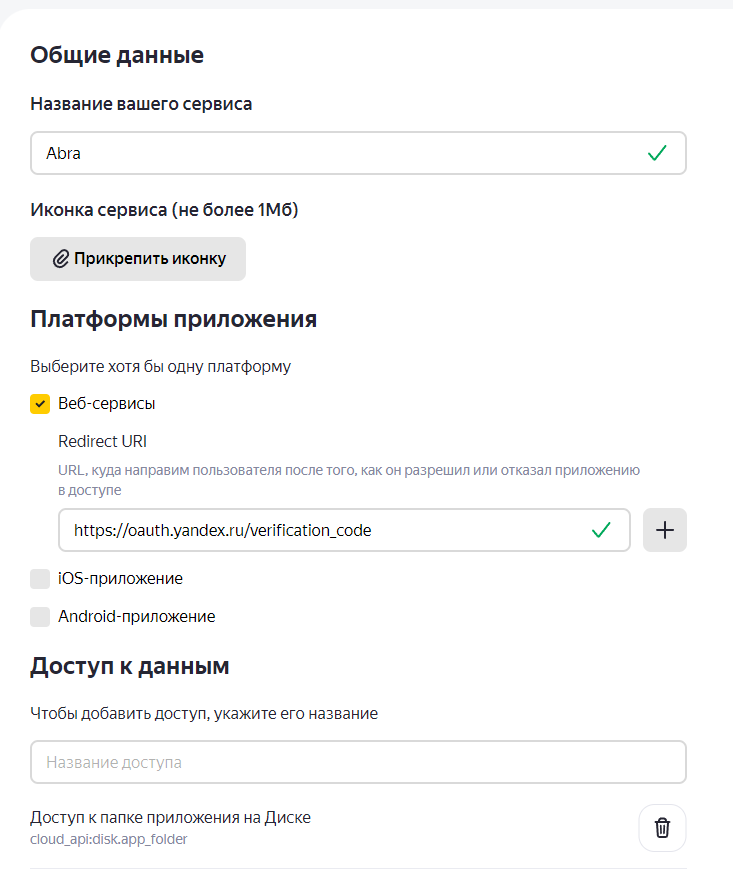 Общие данные
Название вашего сервиса
Abra
Иконка сервиса (не более 1Мб)
Прикрепить иконку
Платформы приложения
Выберите хотя бы одну платформу
Веб-сервисы
Redirect URI
URL, куда направим пользователя после того, как он разрешил или отказал приложению
в доступе
https://oauth.yandex.ru/verification_code
iOS-приложение
Android-приложение
Доступ к данным
Чтобы добавить доступ, укажите его название
Название доступа
Доступ к папке приложения на Диске
cloud_api:disk.app_folder